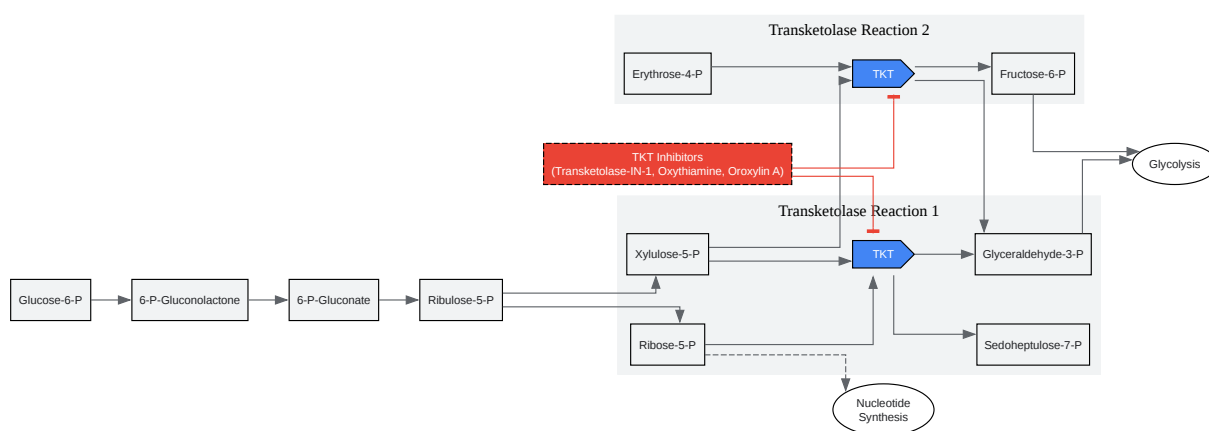 Transketolase Reaction 2
Erythrose-4-P
TKT
Fructose-6-P
TKT Inhibitors
(Transketolase-IN-1, Oxythiamine, Oroxylin A)
Glycolysis
Transketolase Reaction 1
Xylulose-5-P
TKT
Glyceraldehyde-3-P
Glucose-6-P
6-P-Gluconolactone
6-P-Gluconate
Ribulose-5-P
Ribose-5-P
Sedoheptulose-7-P
Nucleotide
Synthesis